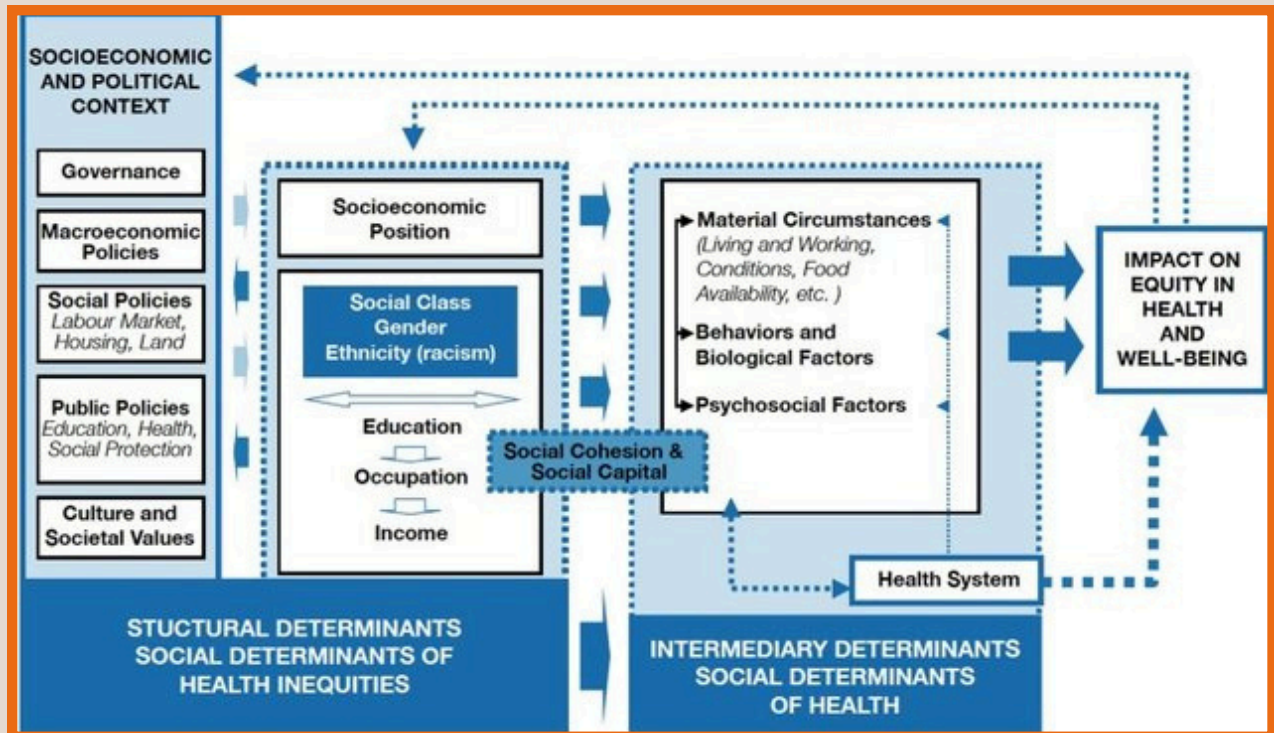 SOCIOECONOMIC
AND POLITICAL
CONTEXT
Governance
Macroeconomic
Policies
Social Policies
Labour Market,
Housing, Land
Public Policies
Education, Health,
Social Protection
Culture and
Societal Values
Socioeconomic
Position
Social Class
Gender
Ethnicity (racism)
Education
Occupation
Income
Social Cohesion &
Social Capital
Material Circumstances
(Living and Working,
Conditions, Food
Availability, etc. )
Behaviors and
Biological Factors
Psychosocial Factors
Health System
IMPACT ON
EQUITY IN
HEALTH
AND
WELL-BEING
STUCTURAL DETERMINANTS
SOCIAL DETERMINANTS OF
HEALTH INEQUITIES
INTERMEDIARY DETERMINANTS
SOCIAL DETERMINANTS
OF HEALTH